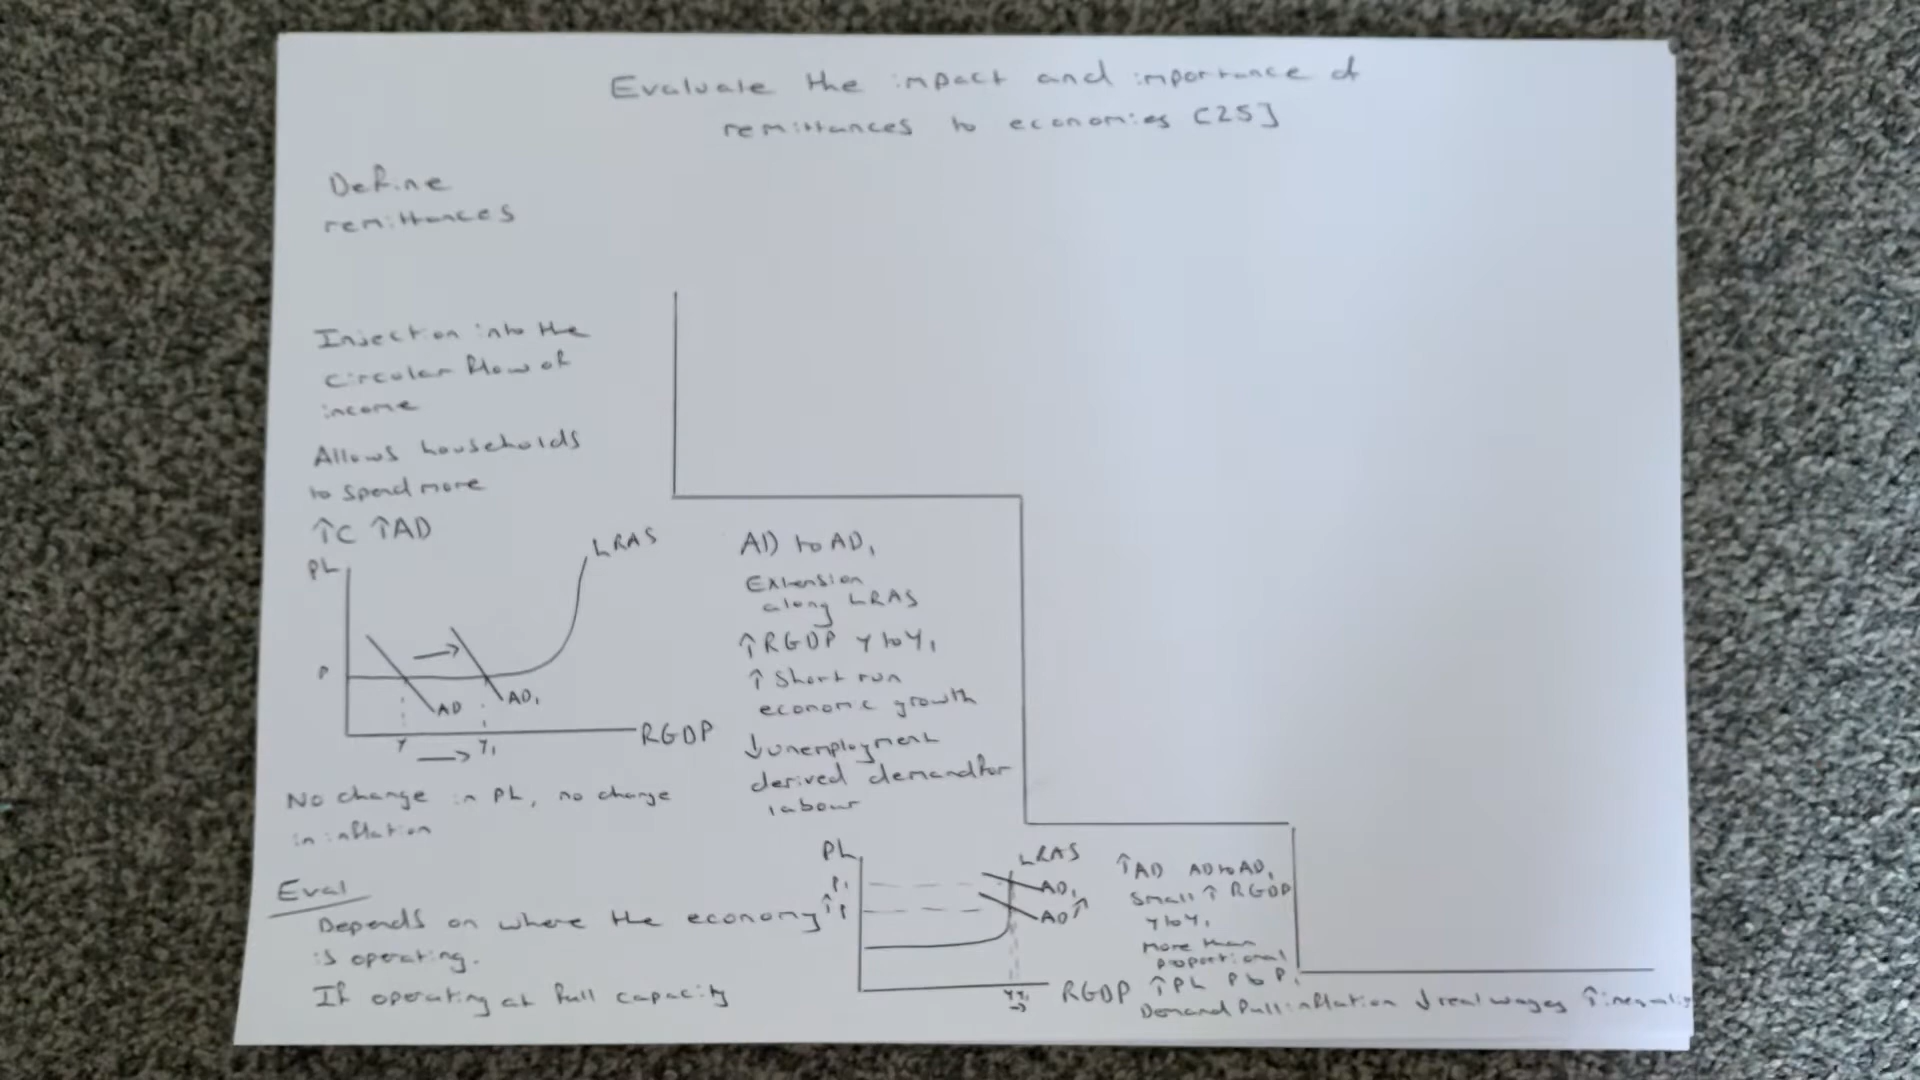 Evaluate the impact and importance of
remittances to economies [25]
Define
remittances
Injection into the
circular flow of
income
Allows households
to spend more
↑C ↑AD
PL
LRAS
P
AD
AD₁
Y
Y₁
RGDP
No change in PL, no change
in inflation
AD to AD₁
Extension
along LRAS
↑RGDP Y to Y₁
↑ Short run
economic growth
↓unemployment
derived demand for
labour
Eval
Depends on where the economy
is operating.
If operating at full capacity
PL
P₁
↑P
LRAS
AD₁
AD↑
Y Y₁
RGDP
↑AD AD to AD₁
Small ↑ RGDP
Y to Y₁
more than
proportional
↑PL P to P₁
Demand Pull inflation ↓real wages ↑inequality